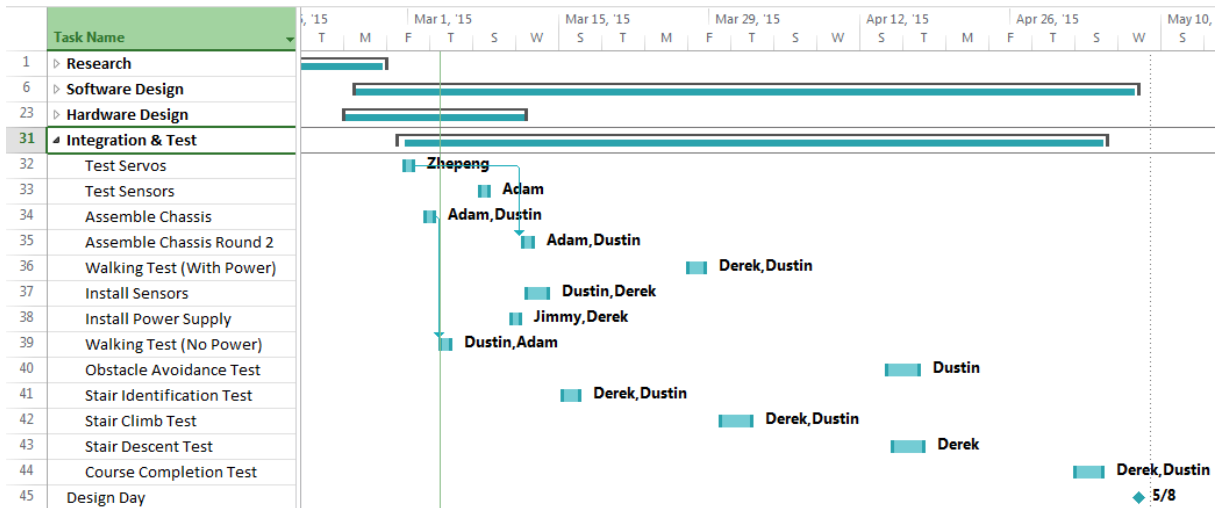 , '15 Mar 1, '15 Mar 15, '15 Mar 29, '15 Apr 12, '15 Apr 26, '15 May 10,
Task Name T M F T S W S T M F T S W S T M F T S W S
1 Research
6 Software Design
23 Hardware Design
31 Integration & Test
32 Test Servos Zhepeng
33 Test Sensors Adam
34 Assemble Chassis Adam,Dustin
35 Assemble Chassis Round 2 Adam,Dustin
36 Walking Test (With Power) Derek,Dustin
37 Install Sensors Dustin,Derek
38 Install Power Supply Jimmy,Derek
39 Walking Test (No Power) Dustin,Adam
40 Obstacle Avoidance Test Dustin
41 Stair Identification Test Derek,Dustin
42 Stair Climb Test Derek,Dustin
43 Stair Descent Test Derek
44 Course Completion Test Derek,Dustin
45 Design Day 5/8